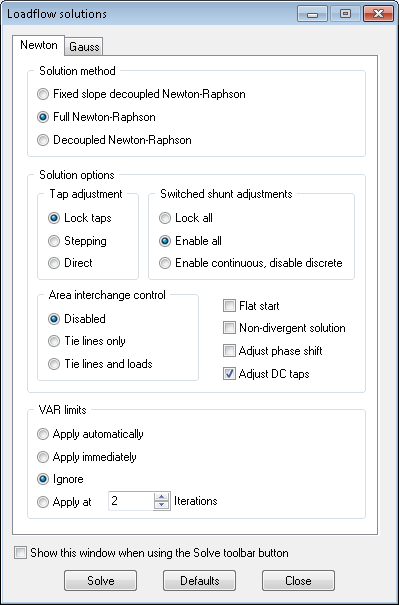 Loadflow solutions
Newton Gauss
Solution method
Fixed slope decoupled Newton-Raphson
Full Newton-Raphson
Decoupled Newton-Raphson
Solution options
Tap adjustment
Lock taps
Stepping
Direct
Switched shunt adjustments
Lock all
Enable all
Enable continuous, disable discrete
Area interchange control
Disabled
Tie lines only
Tie lines and loads
Flat start
Non-divergent solution
Adjust phase shift
Adjust DC taps
VAR limits
Apply automatically
Apply immediately
Ignore
Apply at 2 Iterations
Show this window when using the Solve toolbar button
Solve Defaults Close